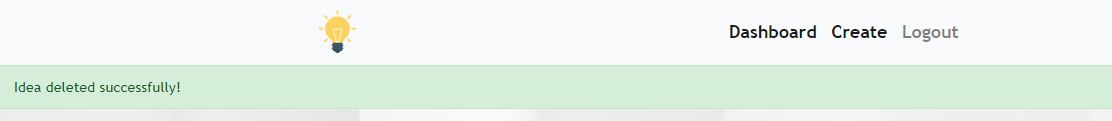 Dashboard Create Logout
Idea deleted successfully!